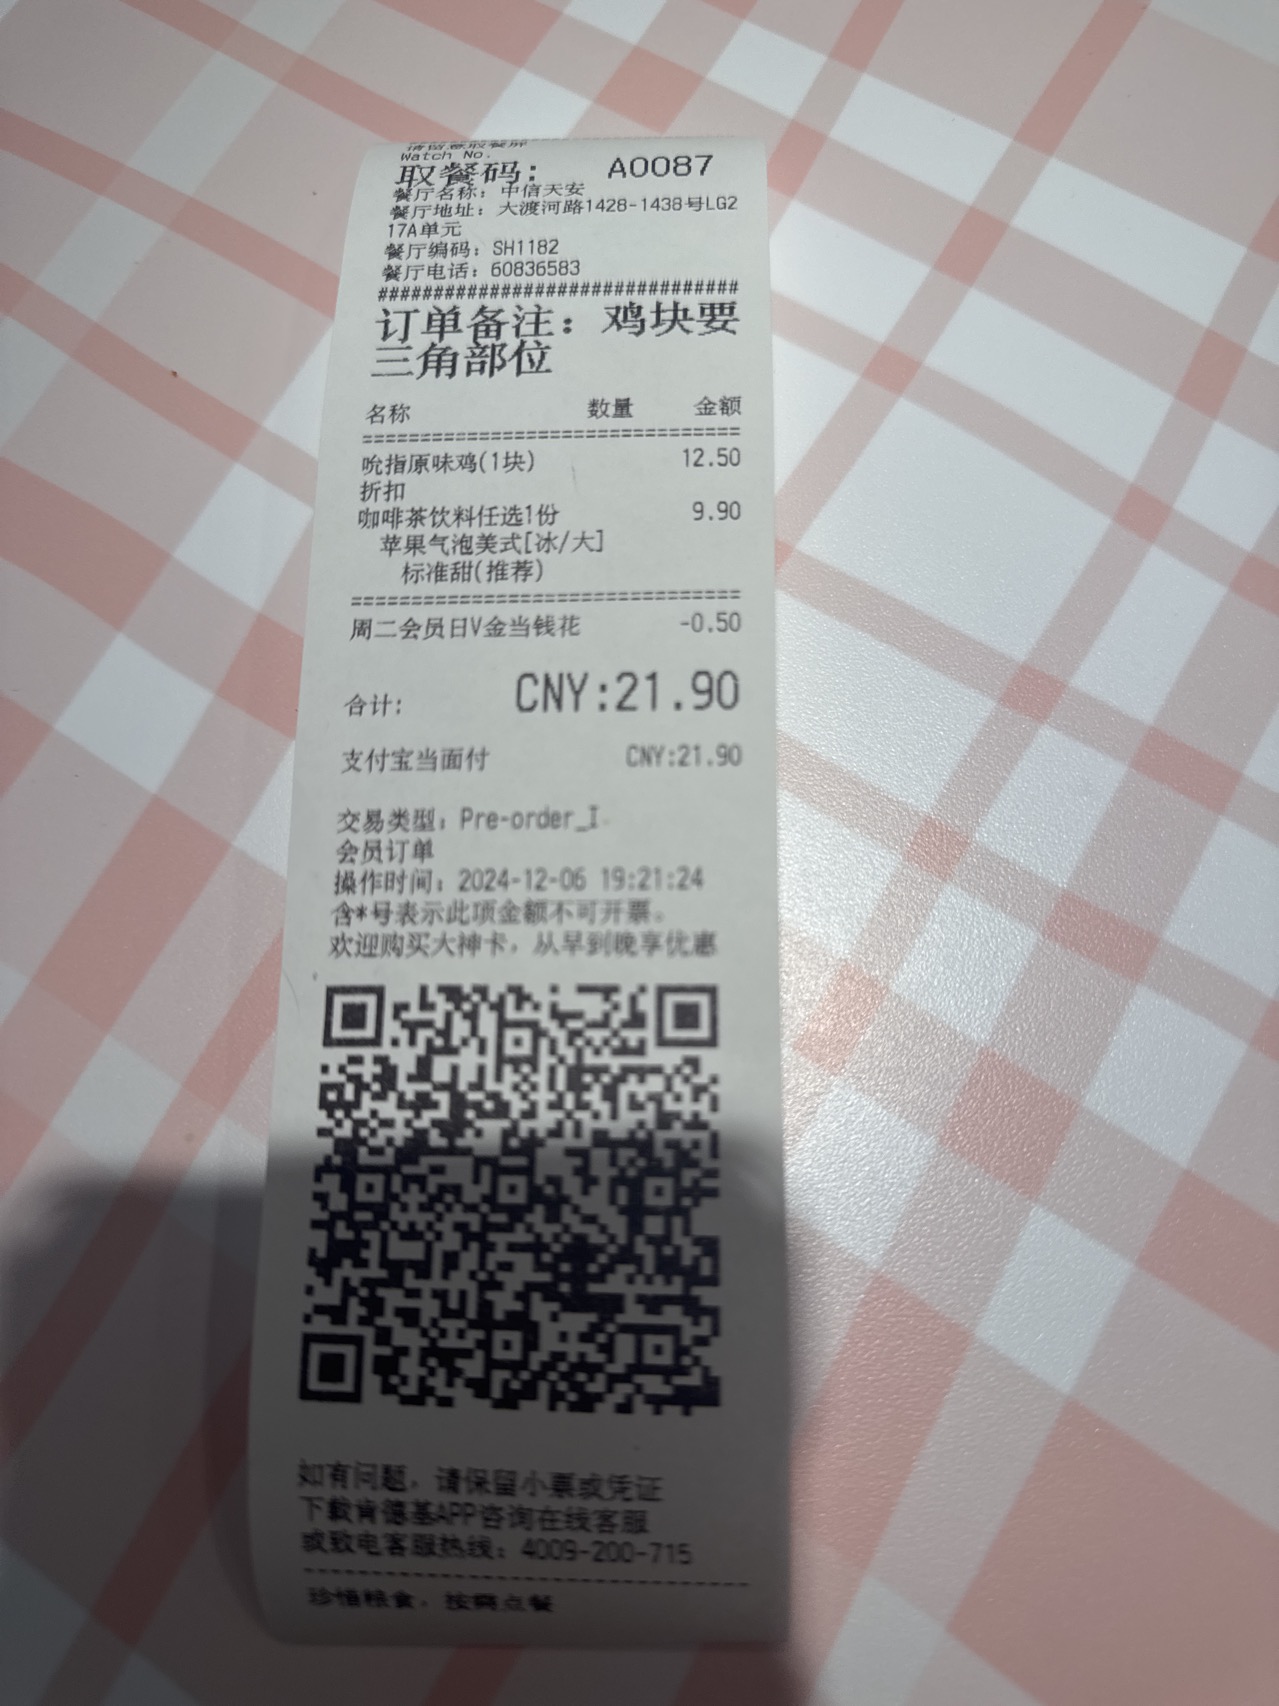 请留意取餐屏
Watch No.
取餐码： A0087
餐厅名称：中信天安
餐厅地址：大渡河路1428-1438号LG2
17A单元
餐厅编码：SH1182
餐厅电话：60836583
################################
订单备注：鸡块要
三角部位
名称 数量 金额
================================
吮指原味鸡(1块) 12.50
折扣
咖啡茶饮料任选1份 9.90
苹果气泡美式[冰/大]
标准甜(推荐)
================================
周二会员日V金当钱花 -0.50
合计: CNY:21.90
支付宝当面付 CNY:21.90
交易类型：Pre-order_I
会员订单
操作时间：2024-12-06 19:21:24
含*号表示此项金额不可开票。
欢迎购买大神卡，从早到晚享优惠
如有问题，请保留小票或凭证
下载肯德基APP咨询在线客服
或致电客服热线：4009-200-715
--------------------------------
珍惜粮食，按需点餐